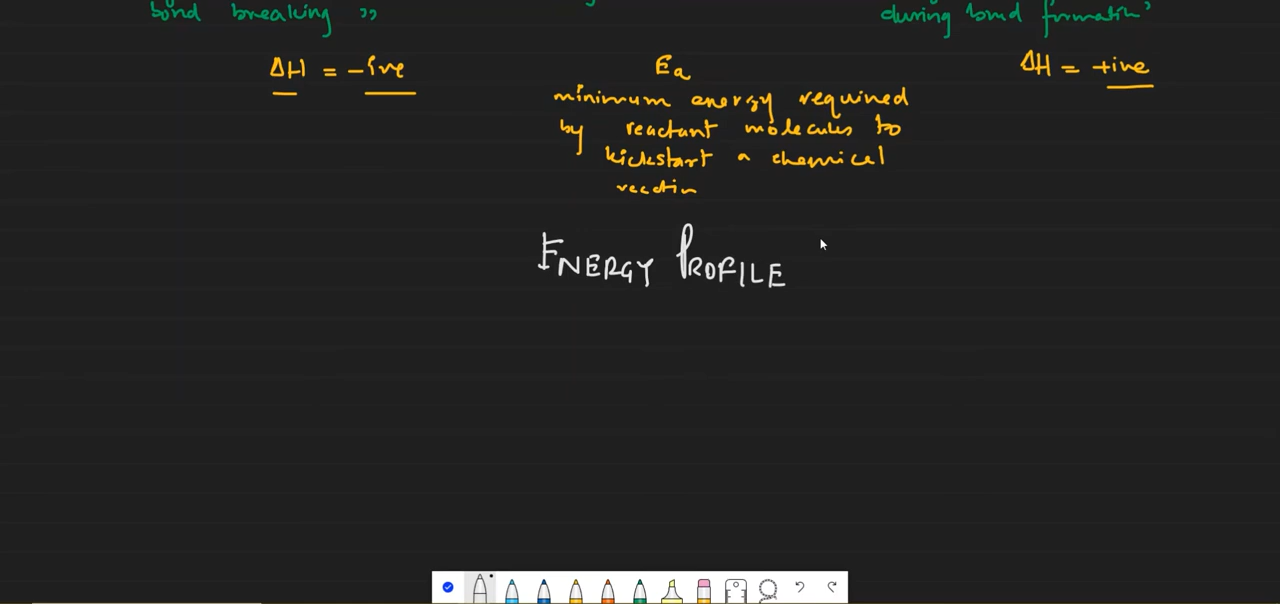 bond breaking "
during bond formation"
ΔH = -ive
Ea
ΔH = +ive
minimum energy required
by reactant molecules to
kickstart a chemical
reactin
ENERGY PROFILE